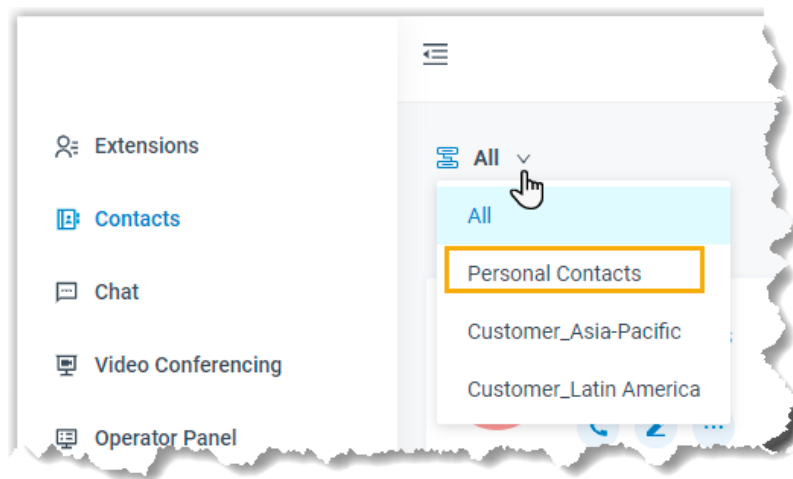 Extensions
Contacts
Chat
Video Conferencing
Operator Panel
All
All
Personal Contacts
Customer_Asia-Pacific
Customer_Latin America